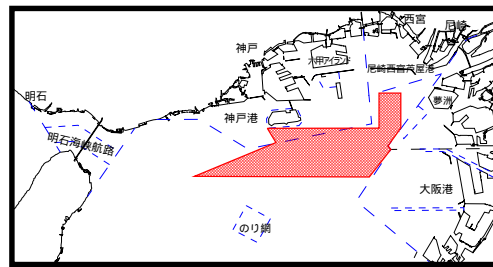 西宮
尼崎
神戸
六甲アイランド
尼崎西宮芦屋港
明石
夢洲
神戸港
明石海峡航路
大阪港
のり網